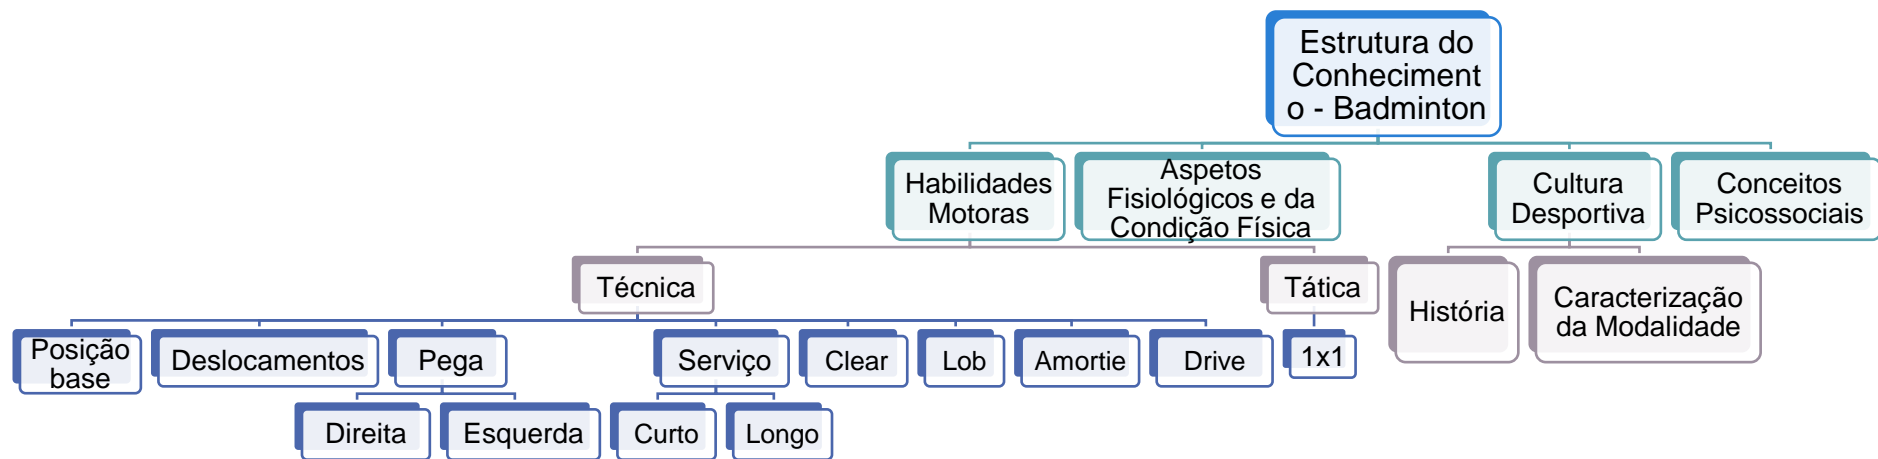 Estrutura do
Conheciment
o - Badminton
Habilidades
Motoras
Aspetos
Fisiológicos e da
Condição Física
Cultura
Desportiva
Conceitos
Psicossociais
Técnica
Tática
História
Caracterização
da Modalidade
Posição
base
Deslocamentos
Pega
Serviço
Clear
Lob
Amortie
Drive
1x1
Direita
Esquerda
Curto
Longo